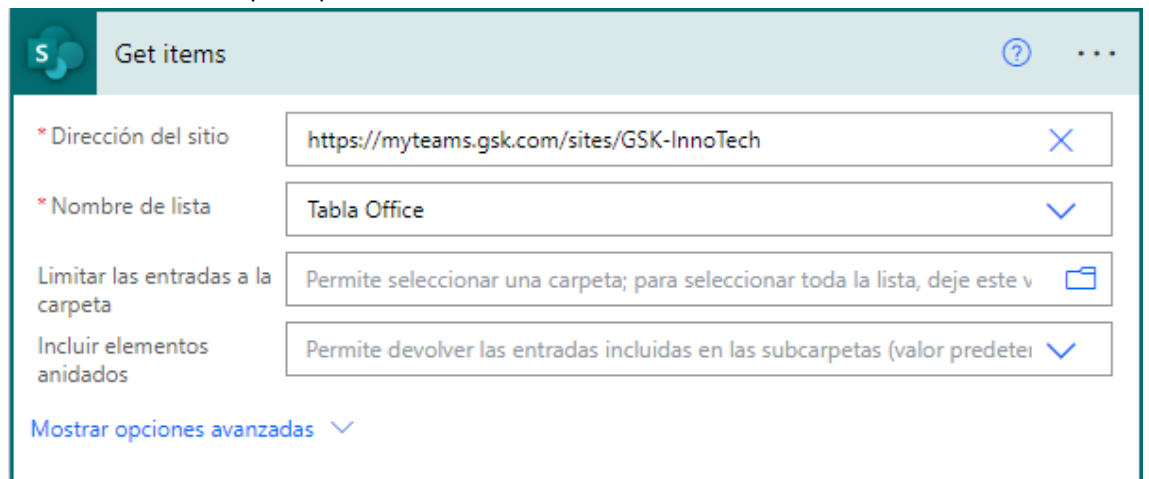 S
Get items
?
...
* Dirección del sitio
https://myteams.gsk.com/sites/GSK-InnoTech
* Nombre de lista
Tabla Office
Limitar las entradas a la
carpeta
Permite seleccionar una carpeta; para seleccionar toda la lista, deje este v
Incluir elementos
anidados
Permite devolver las entradas incluidas en las subcarpetas (valor predeter
Mostrar opciones avanzadas